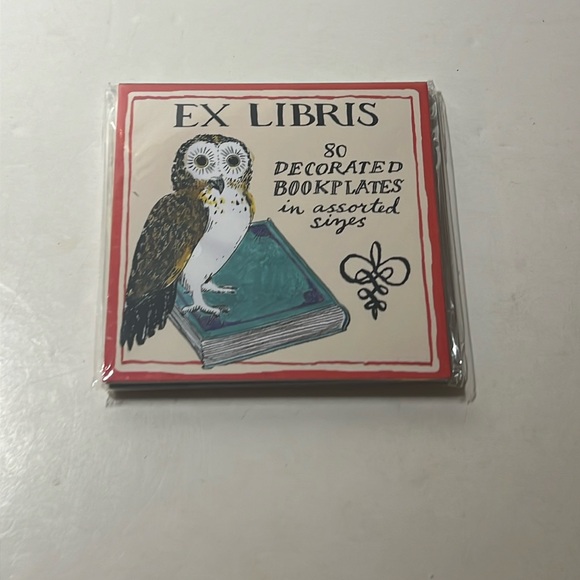 EX LIBRIS
80
DECORATED
BOOKPLATES
in assorted
sizes